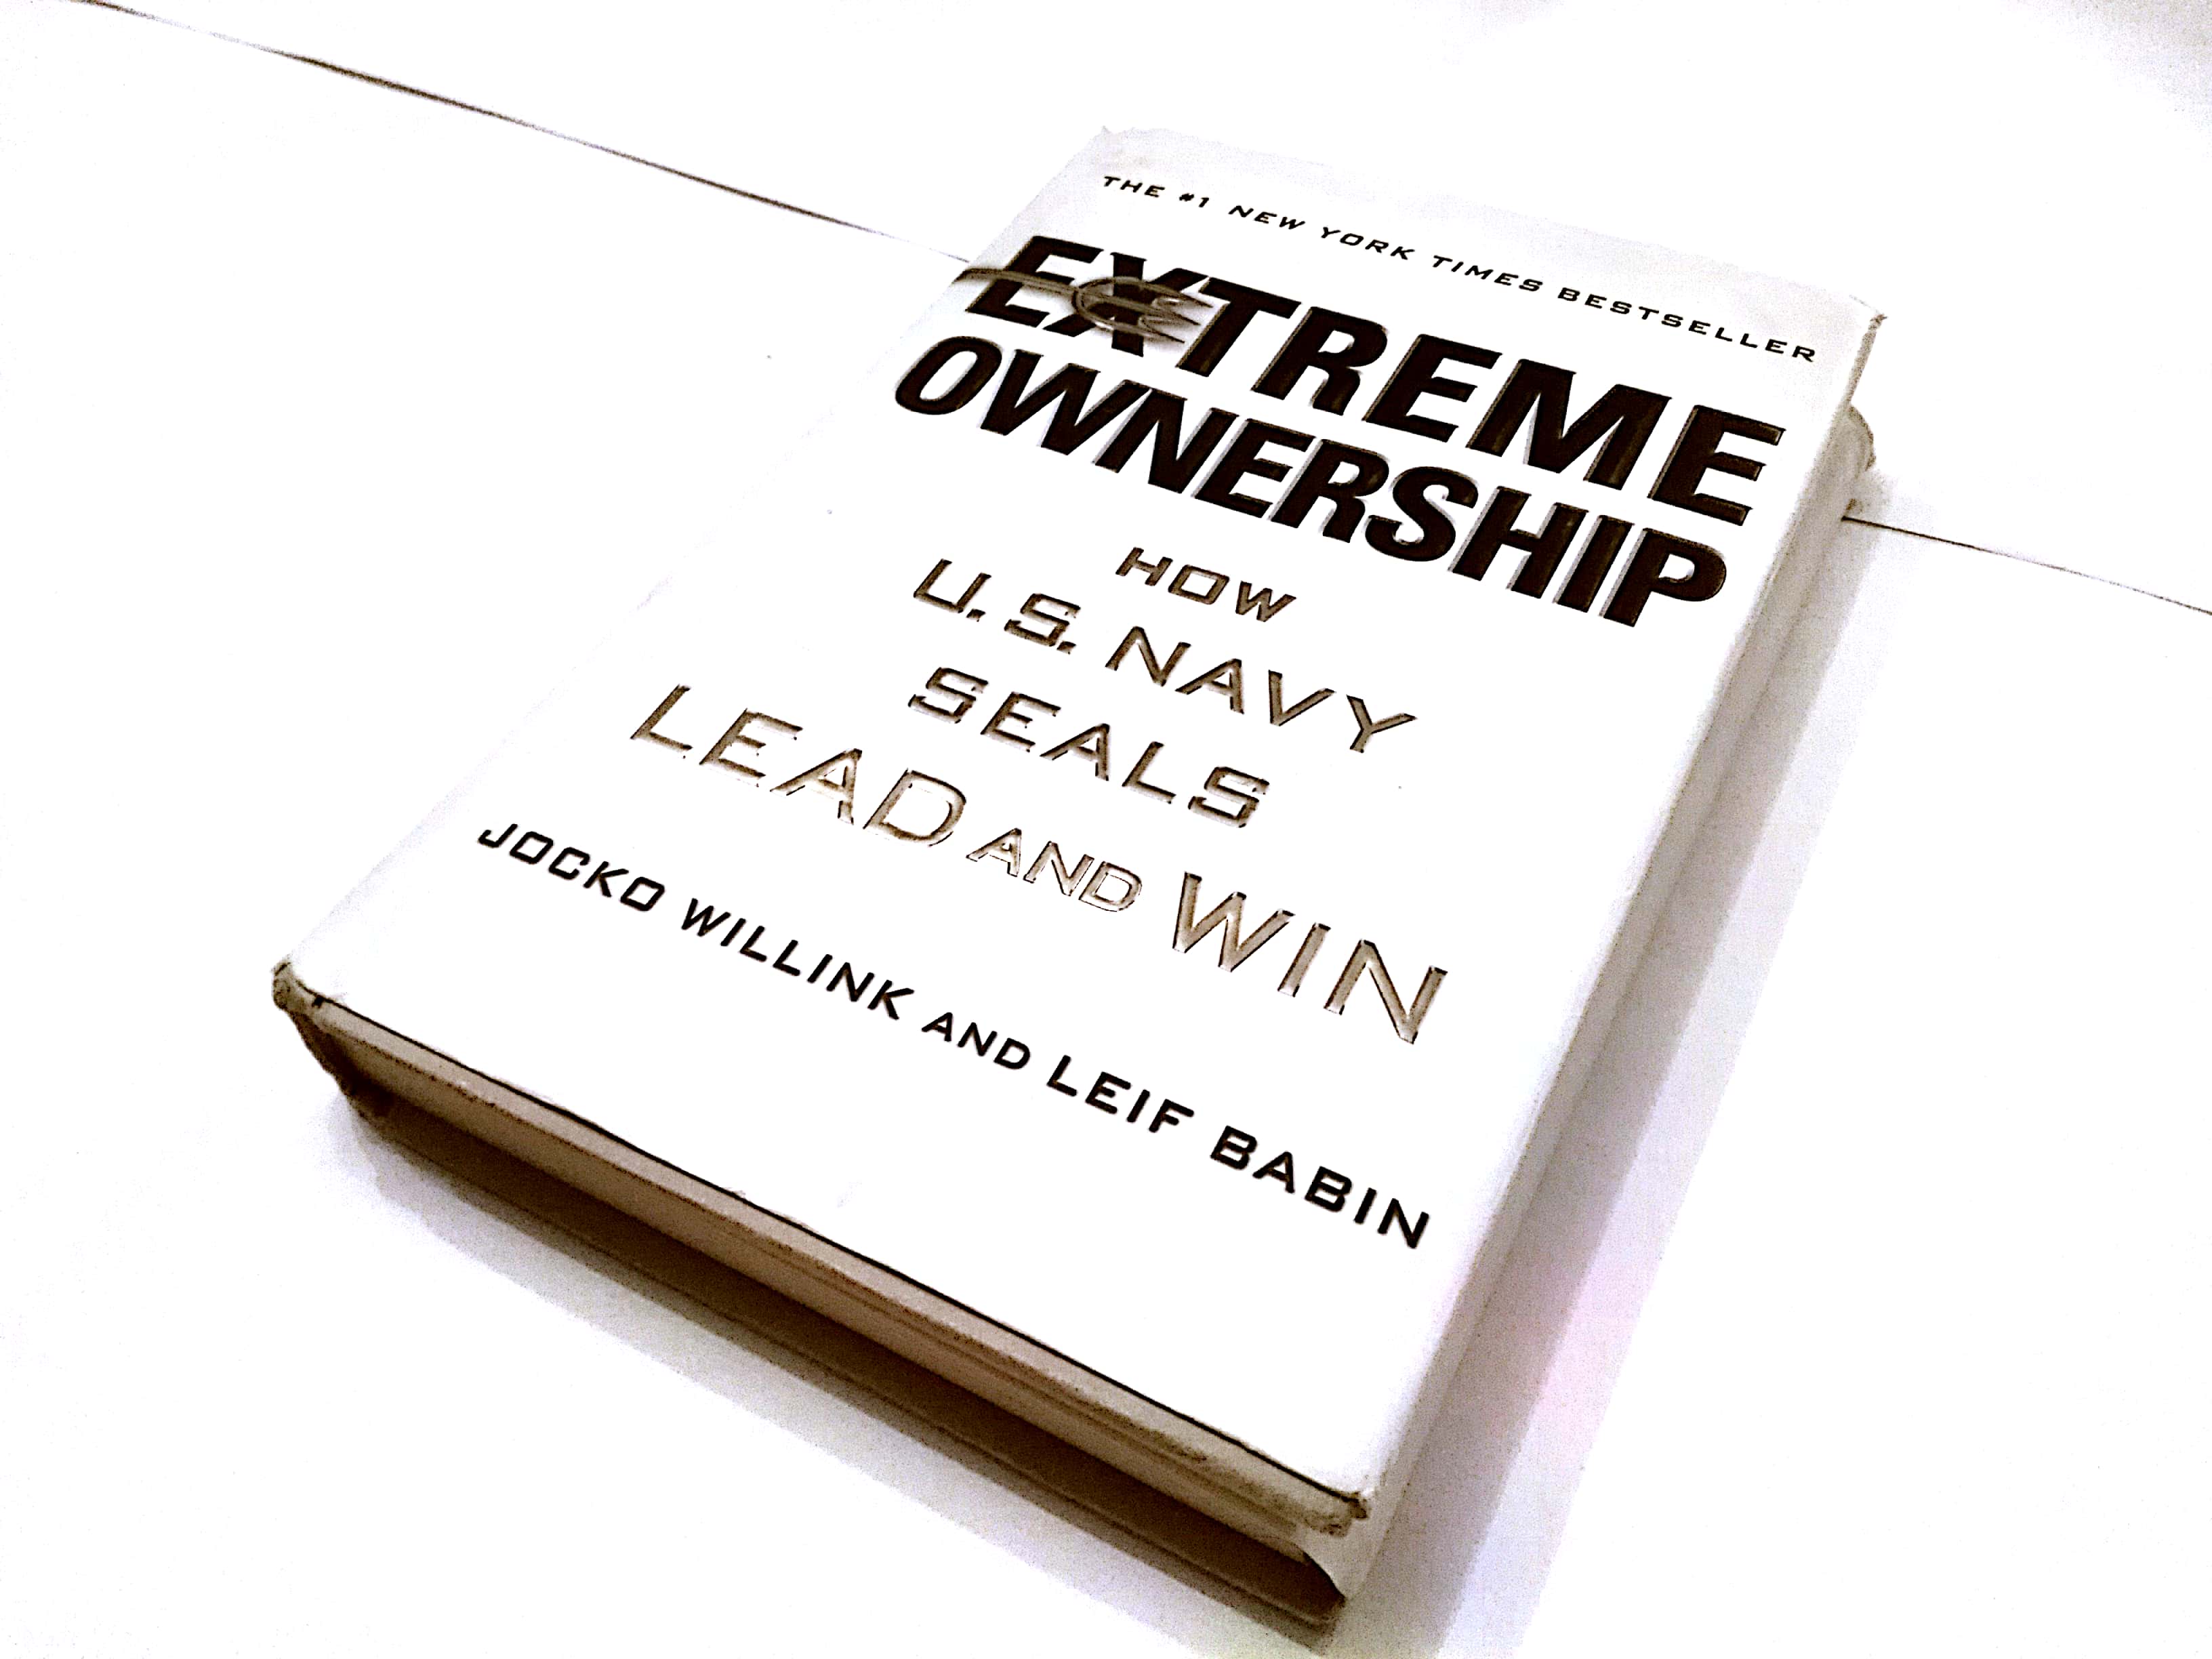 THE #1 NEW YORK TIMES BESTSELLER
EXTREME
OWNERSHIP
HOW
U.S. NAVY
SEALS
LEAD AND WIN
JOCKO WILLINK AND LEIF BABIN